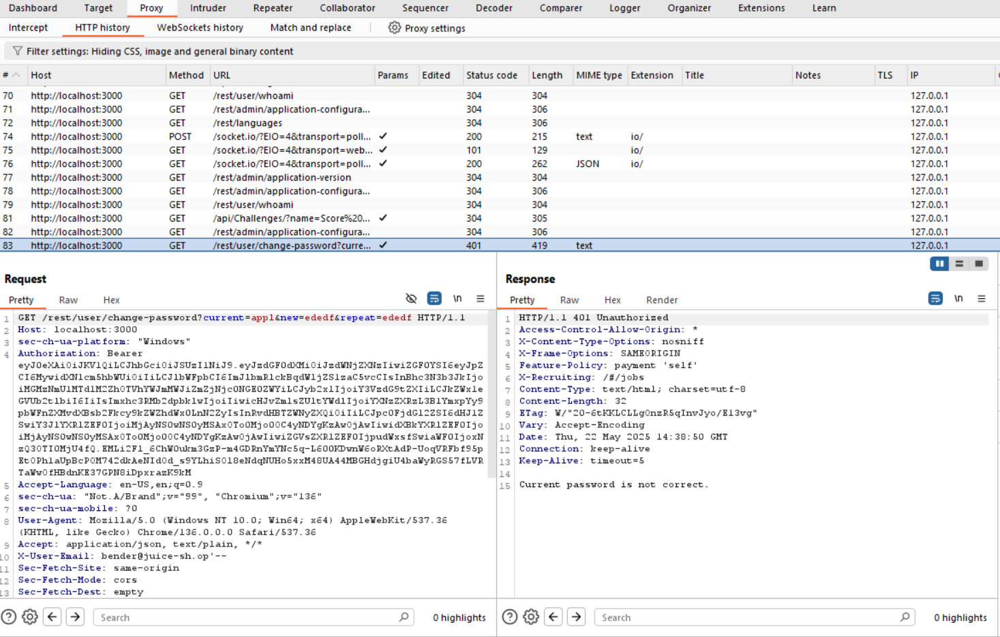 Dashboard Target Proxy Intruder Repeater Collaborator Sequencer Decoder Comparer Logger Organizer Extensions Learn
Intercept HTTP history WebSockets history Match and replace Proxy settings
Filter settings: Hiding CSS, image and general binary content
# Host Method URL Params Edited Status code Length MIME type Extension Title Notes TLS IP
70 http://localhost:3000 GET /rest/user/whoami 304 304 127.0.0.1
71 http://localhost:3000 GET /rest/admin/application-configura... 304 306 127.0.0.1
72 http://localhost:3000 GET /rest/languages 304 306 127.0.0.1
74 http://localhost:3000 POST /socket.io/?EIO=4&transport=poll... ✓ 200 215 text io/ 127.0.0.1
75 http://localhost:3000 GET /socket.io/?EIO=4&transport=web... ✓ 101 129 io/ 127.0.0.1
76 http://localhost:3000 GET /socket.io/?EIO=4&transport=poll... ✓ 200 262 JSON io/ 127.0.0.1
77 http://localhost:3000 GET /rest/admin/application-version 304 305 127.0.0.1
78 http://localhost:3000 GET /rest/admin/application-configura... 304 306 127.0.0.1
79 http://localhost:3000 GET /rest/user/whoami 304 304 127.0.0.1
81 http://localhost:3000 GET /api/Challenges/?name=Score%20... ✓ 304 305 127.0.0.1
82 http://localhost:3000 GET /rest/admin/application-configura... 304 306 127.0.0.1
83 http://localhost:3000 GET /rest/user/change-password?curre... ✓ 401 419 text 127.0.0.1
Request
Pretty Raw Hex \n
1 GET /rest/user/change-password?current=appl&new=ededf&repeat=ededf HTTP/1.1
2 Host: localhost:3000
3 sec-ch-ua-platform: "Windows"
4 Authorization: Bearer
5 Accept-Language: en-US,en;q=0.9
6 sec-ch-ua: "Not.A/Brand";v="99", "Chromium";v="136"
7 sec-ch-ua-mobile: ?0
8 User-Agent: Mozilla/5.0 (Windows NT 10.0; Win64; x64) AppleWebKit/537.36
(KHTML, like Gecko) Chrome/136.0.0.0 Safari/537.36
9 Accept: application/json, text/plain, */*
10 X-User-Email: bender@juice-sh.op'--
11 Sec-Fetch-Site: same-origin
12 Sec-Fetch-Mode: cors
13 Sec-Fetch-Dest: empty
Search 0 highlights
Response
Pretty Raw Hex Render \n
1 HTTP/1.1 401 Unauthorized
2 Access-Control-Allow-Origin: *
3 X-Content-Type-Options: nosniff
4 X-Frame-Options: SAMEORIGIN
5 Feature-Policy: payment 'self'
6 X-Recruiting: /#/jobs
7 Content-Type: text/html; charset=utf-8
8 Content-Length: 32
9 ETag: W/"20-6tKKLCLLgOnzR5qInvJyo/E13vg"
10 Vary: Accept-Encoding
11 Date: Thu, 22 May 2025 14:38:50 GMT
12 Connection: keep-alive
13 Keep-Alive: timeout=5
14
15 Current password is not correct.
Search 0 highlights